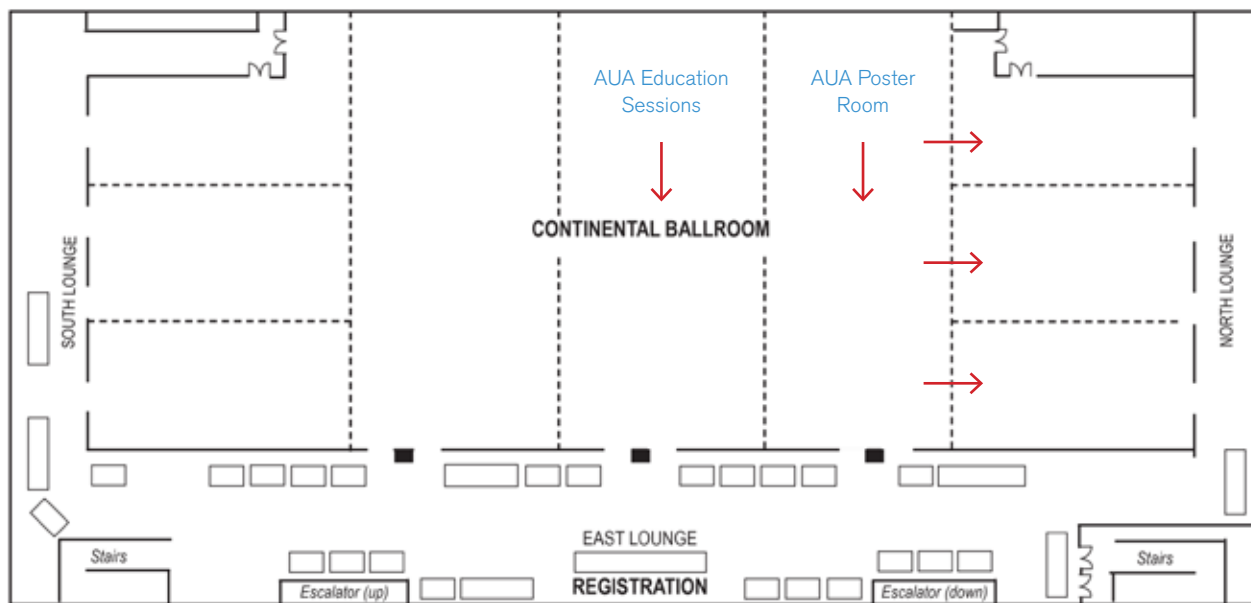 AUA Education
Sessions
AUA Poster
Room
CONTINENTAL BALLROOM
SOUTH LOUNGE
NORTH LOUNGE
EAST LOUNGE
REGISTRATION
Stairs
Escalator (up)
Escalator (down)
Stairs